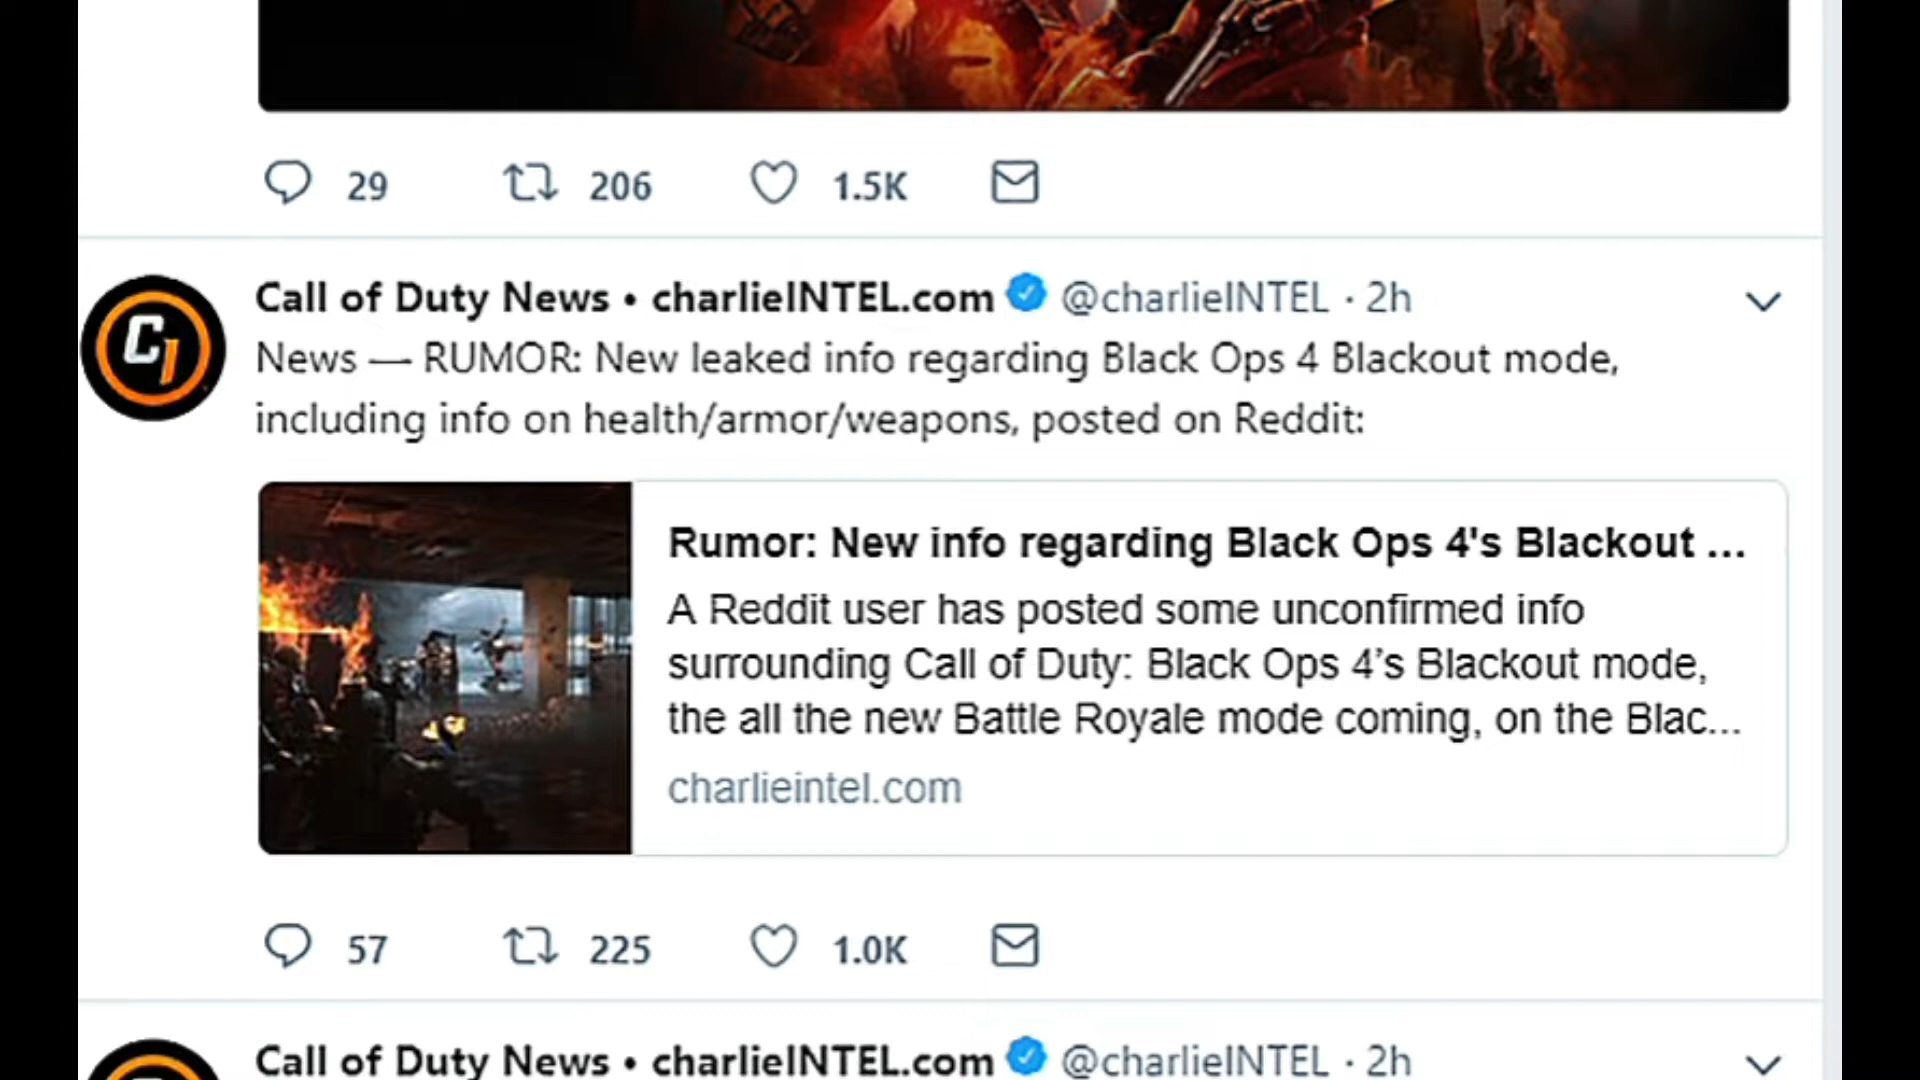 29 206 1.5K
Call of Duty News • charlieINTEL.com @charlieINTEL · 2h
News — RUMOR: New leaked info regarding Black Ops 4 Blackout mode,
including info on health/armor/weapons, posted on Reddit:
Rumor: New info regarding Black Ops 4's Blackout ...
A Reddit user has posted some unconfirmed info
surrounding Call of Duty: Black Ops 4’s Blackout mode,
the all the new Battle Royale mode coming, on the Blac...
charlieintel.com
57 225 1.0K
Call of Duty News • charlieINTEL.com @charlieINTEL · 2h
CI